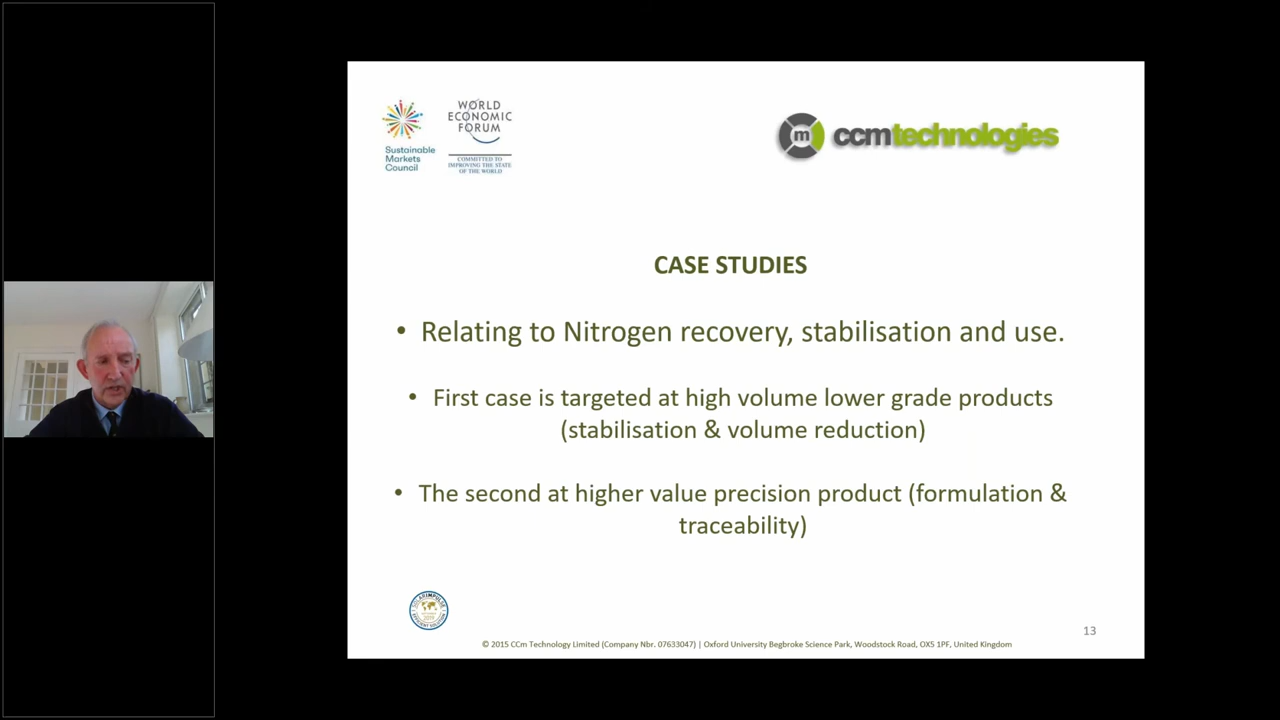 Sustainable
Markets
Council
WORLD
ECONOMIC
FORUM
COMMITTED TO
IMPROVING THE STATE
OF THE WORLD
m ccmtechnologies
CASE STUDIES
• Relating to Nitrogen recovery, stabilisation and use.
• First case is targeted at high volume lower grade products
(stabilisation & volume reduction)
• The second at higher value precision product (formulation &
traceability)
SOLARIMPULSE
EFFICIENT SOLUTION
13
© 2015 CCm Technology Limited (Company Nbr. 07633047) | Oxford University Begbroke Science Park, Woodstock Road, OX5 1PF, United Kingdom